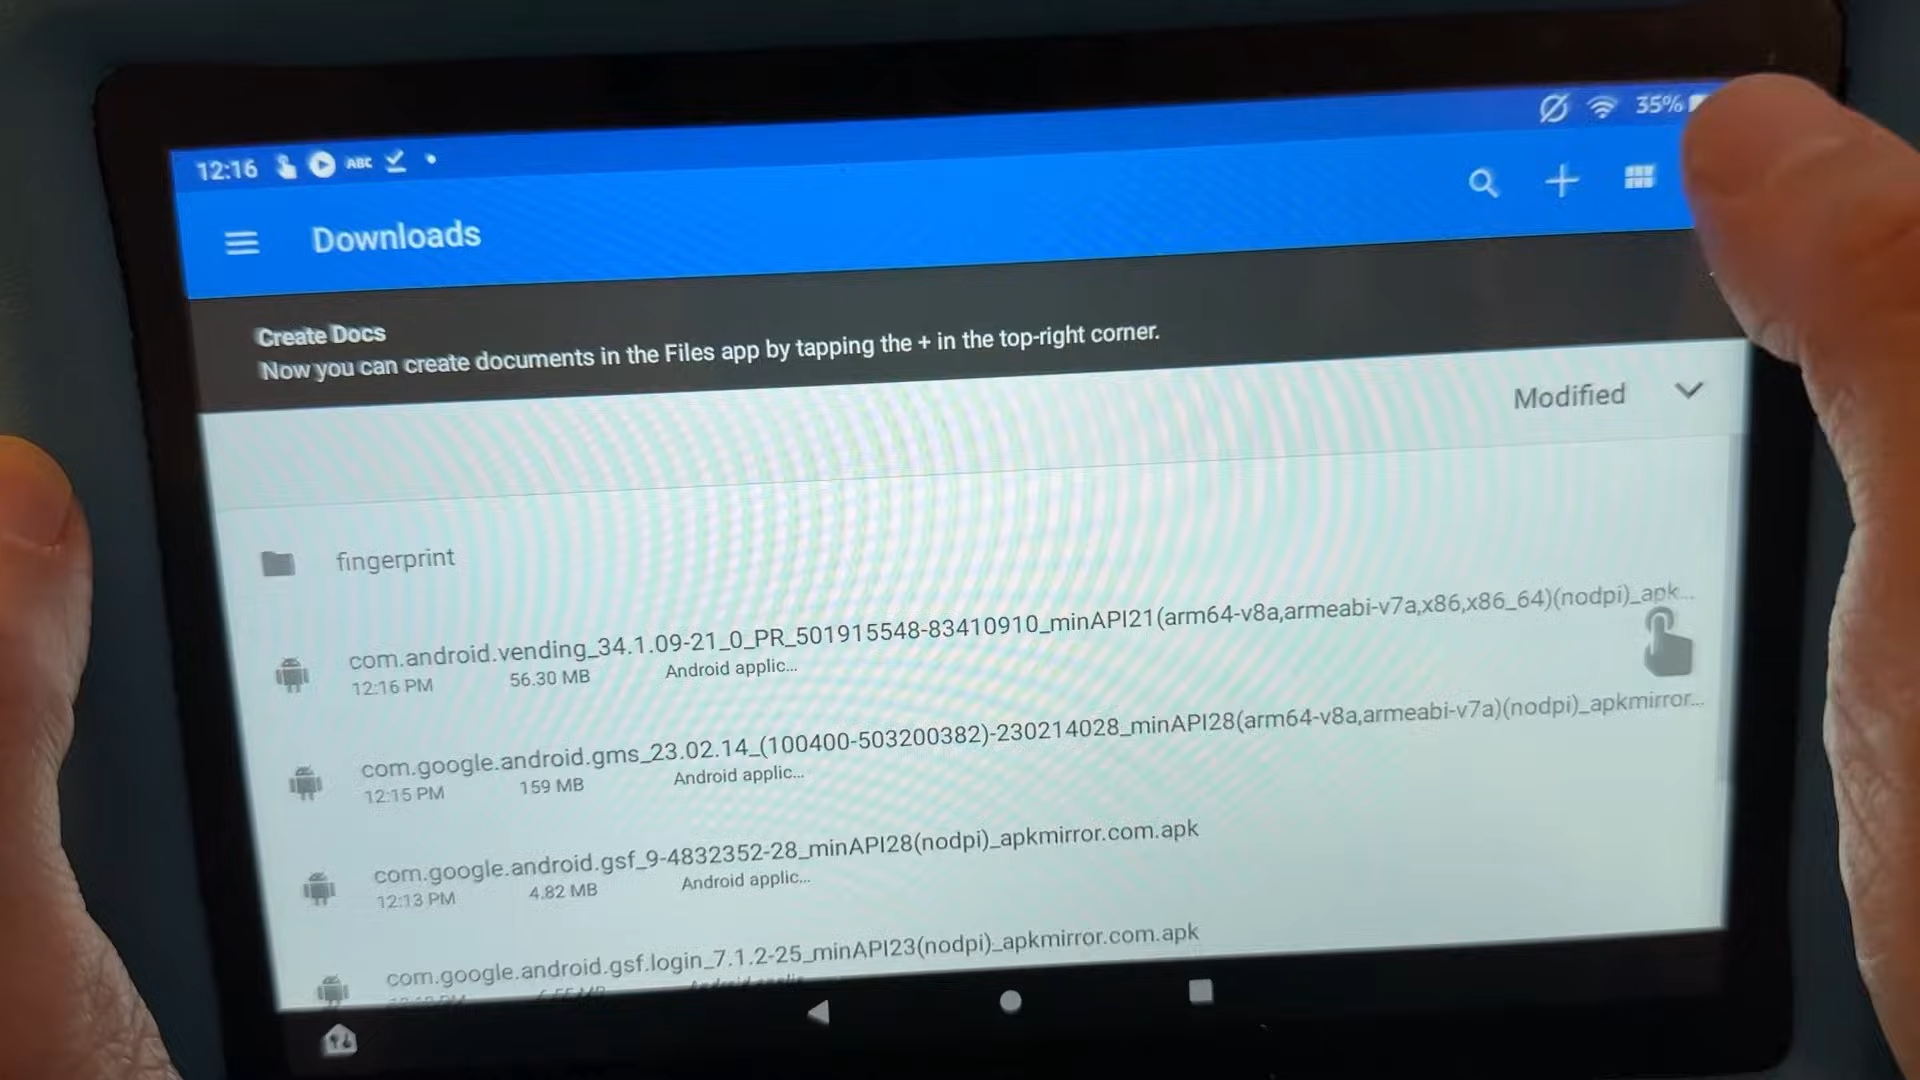 12:16 ABC 35%
Downloads
Create Docs
Now you can create documents in the Files app by tapping the + in the top-right corner.
Modified
fingerprint
com.android.vending_34.1.09-21_0_PR_501915548-83410910_minAPI21(arm64-v8a,armeabi-v7a,x86,x86_64)(nodpi)_apk...
12:16 PM 56.30 MB Android applic...
com.google.android.gms_23.02.14_(100400-503200382)-230214028_minAPI28(arm64-v8a,armeabi-v7a)(nodpi)_apkmirror...
12:15 PM 159 MB Android applic...
com.google.android.gsf_9-4832352-28_minAPI28(nodpi)_apkmirror.com.apk
12:13 PM 4.82 MB Android applic...
com.google.android.gsf.login_7.1.2-25_minAPI23(nodpi)_apkmirror.com.apk